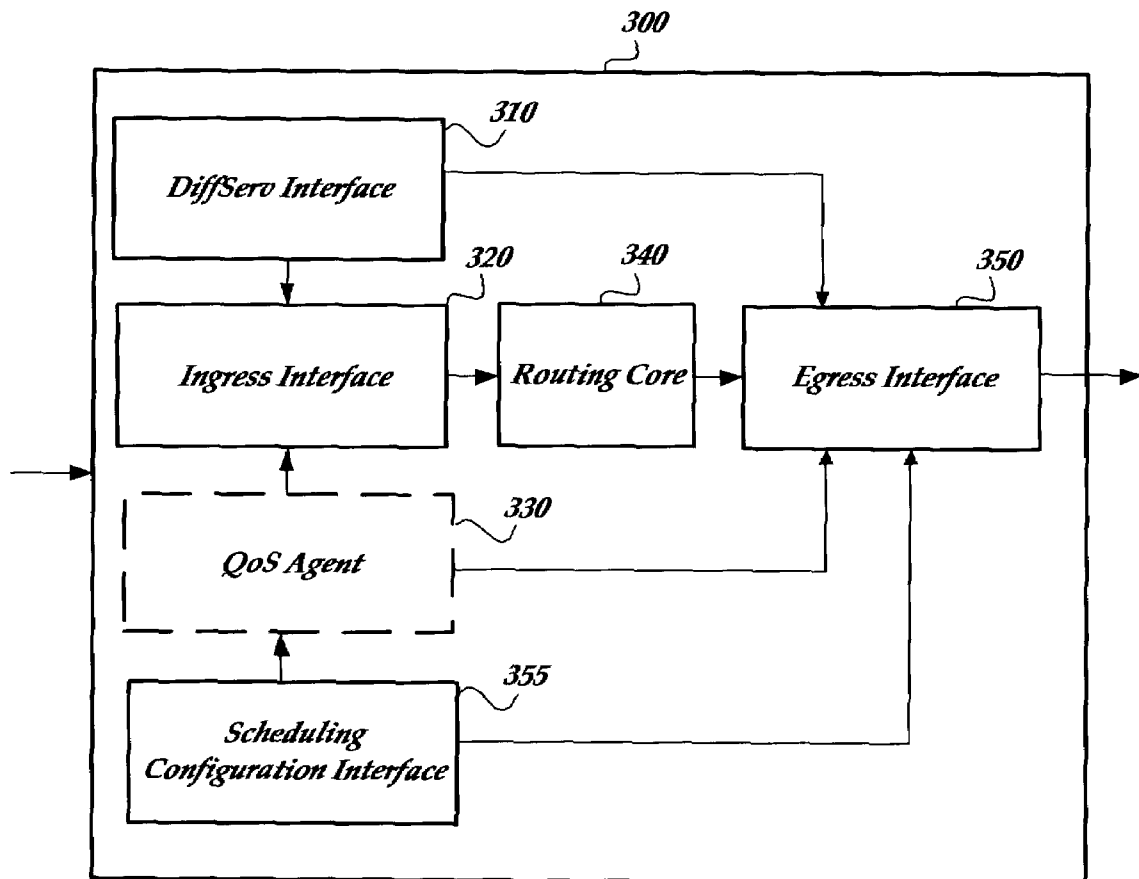 300
310
DiffServ Interface
320
340
350
Ingress Interface
Routing Core
Egress Interface
330
QoS Agent
355
Scheduling
Configuration Interface